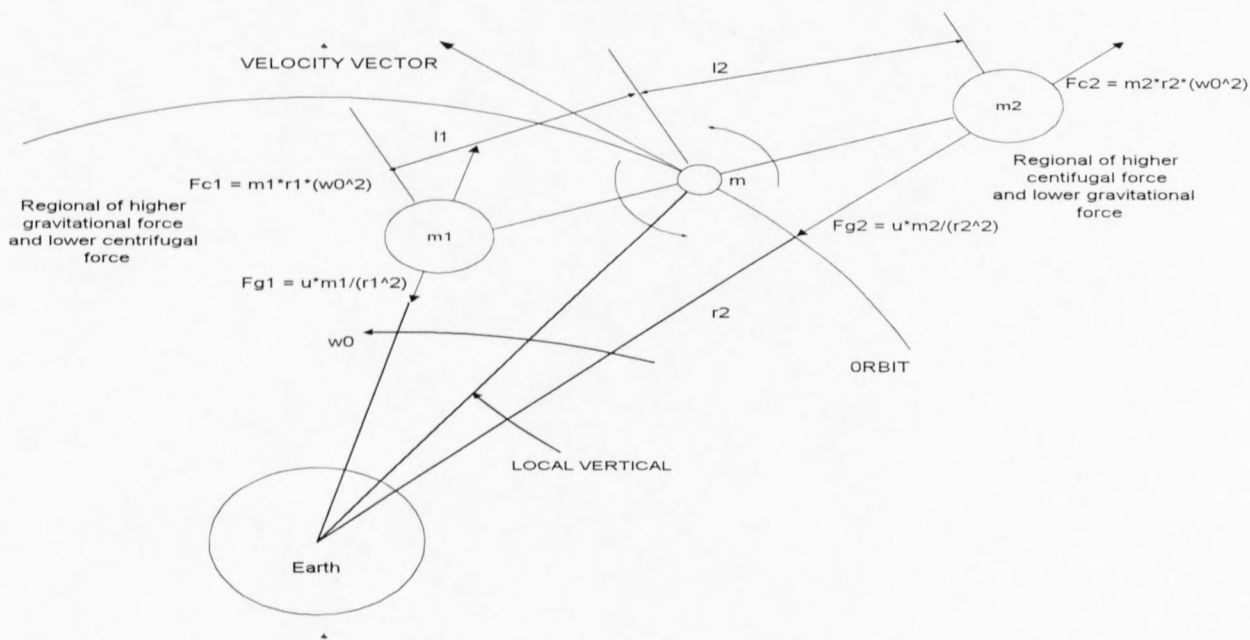 VELOCITY VECTOR
l2
m2
Fc2 = m2*r2*(w0^2)
l1
m
Fc1 = m1*r1*(w0^2)
Regional of higher
gravitational force
and lower centrifugal
force
m1
Regional of higher
centifugal force
and lower gravitational
force
Fg2 = u*m2/(r2^2)
Fg1 = u*m1/(r1^2)
r2
w0
0RBIT
LOCAL VERTICAL
Earth